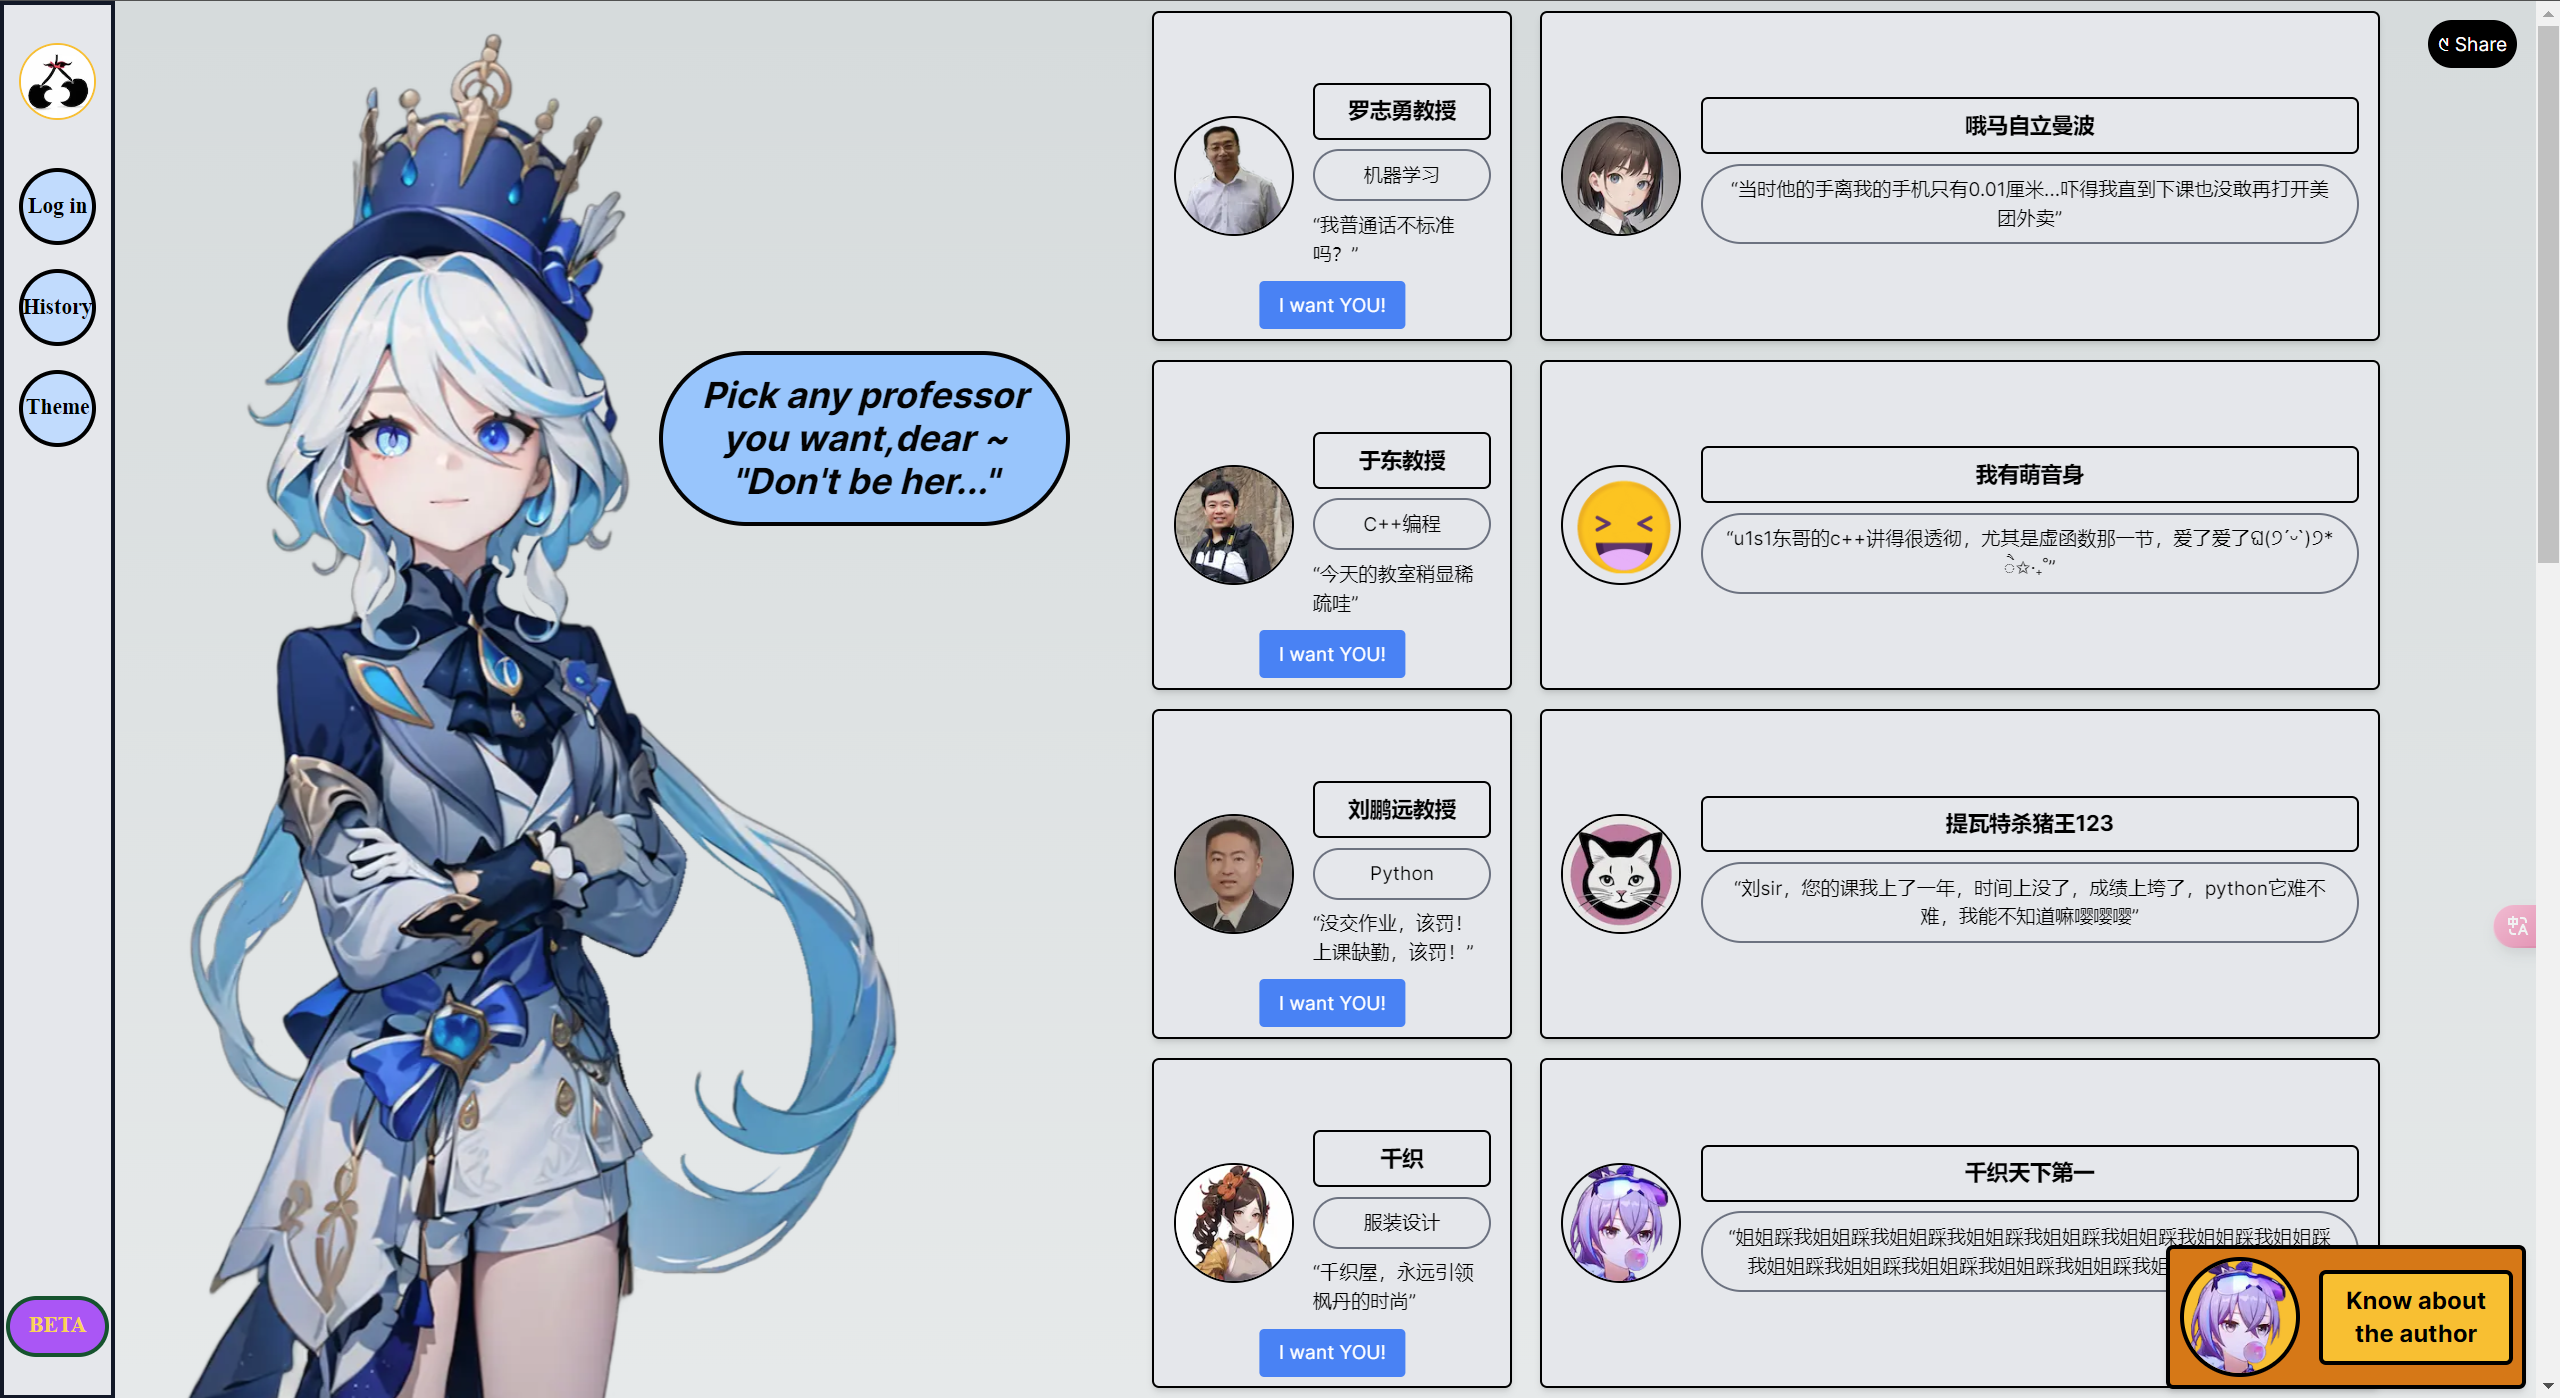 Log in
History
Theme
BETA
Pick any professor
you want,dear ~
"Don't be her..."
罗志勇教授
机器学习
“我普通话不标准
吗？”
I want YOU!
哦马自立曼波
“当时他的手离我的手机只有0.01厘米...吓得我直到下课也没敢再打开美
团外卖”
于东教授
C++编程
“今天的教室稍显稀
疏哇”
I want YOU!
我有萌音身
“u1s1东哥的c++讲得很透彻，尤其是虚函数那一节，爱了爱了
刘鹏远教授
Python
“没交作业，该罚！
上课缺勤，该罚！”
I want YOU!
提瓦特杀猪王123
“刘sir，您的课我上了一年，时间上没了，成绩上垮了，python它难不
难，我能不知道嘛嘤嘤嘤”
千织
服装设计
“千织屋，永远引领
枫丹的时尚”
I want YOU!
千织天下第一
“姐姐踩我姐姐踩我姐姐踩我姐姐踩我姐姐踩我姐姐踩我姐姐踩我姐姐踩
我姐姐踩我姐姐踩我姐姐踩我姐姐踩我姐姐踩我姐
Share
Know about
the author